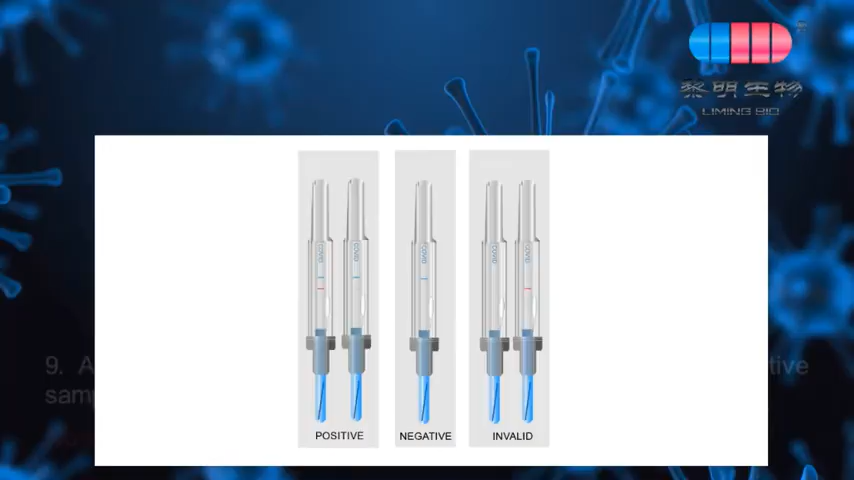 黎明生物
LIMING BIO
COVID
COVID
COVID
COVID
COVID
9. A
tive
samp
POSITIVE
NEGATIVE
INVALID